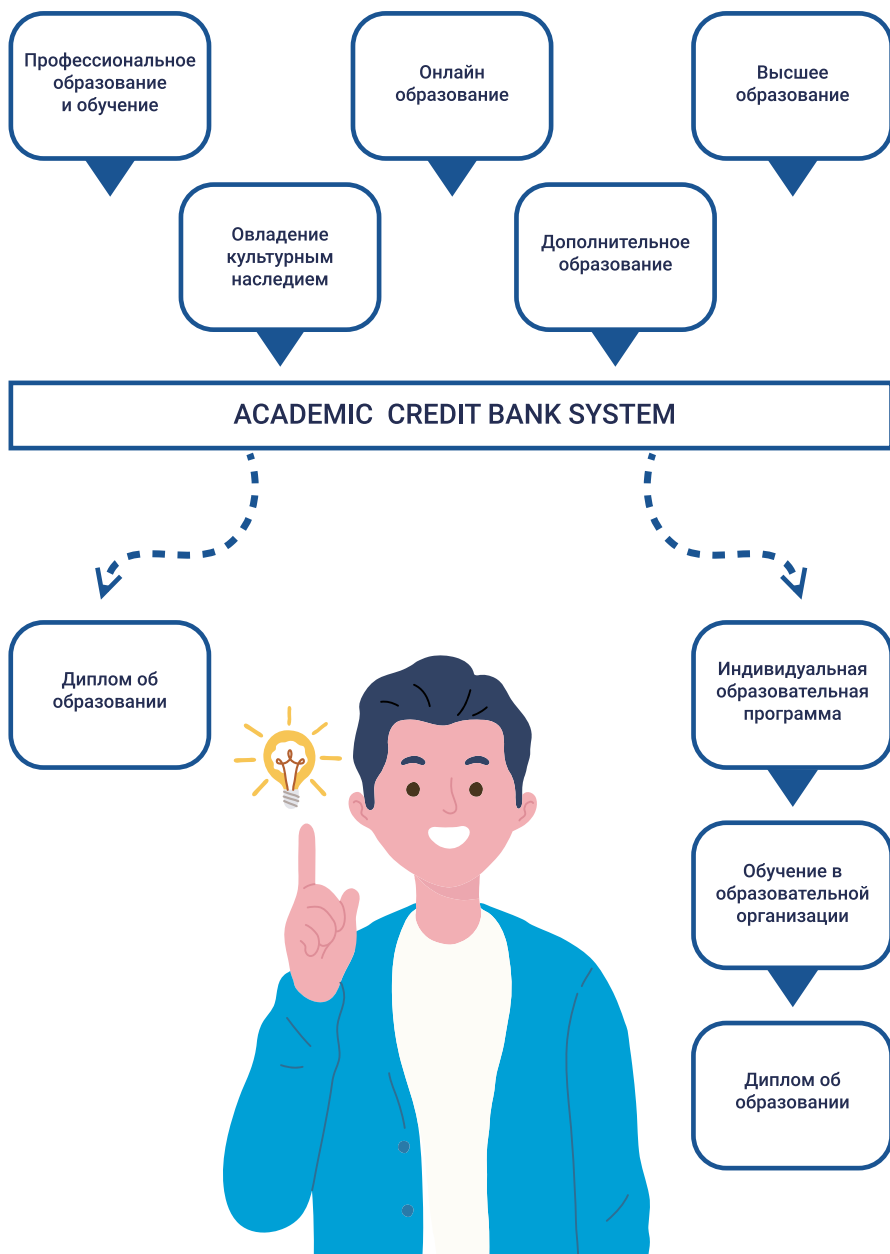 Профессиональное
образование
и обучение
Онлайн
образование
Высшее
образование
Овладение
культурным
наследием
Дополнительное
образование
ACADEMIC CREDIT BANK SYSTEM
Диплом об
образовании
Индивидуальная
образовательная
программа
Обучение в
образовательной
организации
Диплом об
образовании